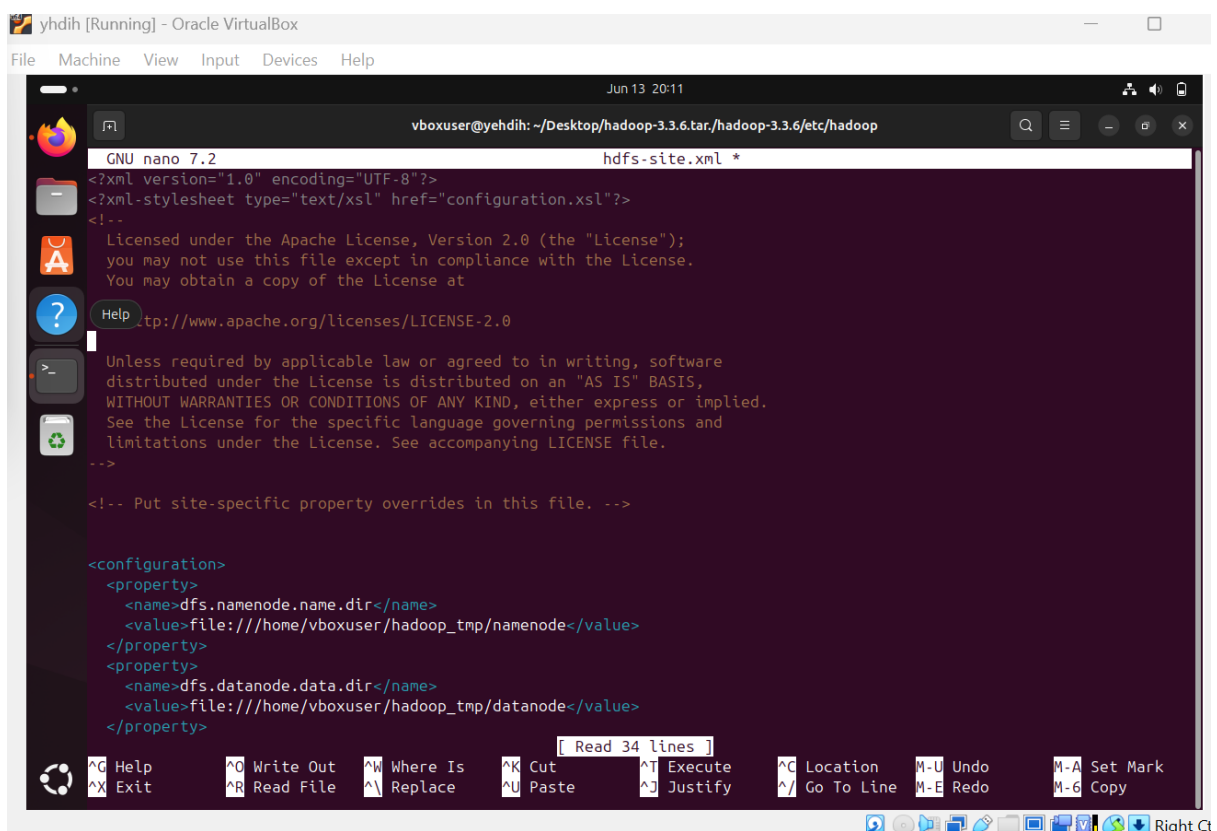 yhdih [Running] - Oracle VirtualBox
File Machine View Input Devices Help
Jun 13 20:11
vboxuser@yehdih: ~/Desktop/hadoop-3.3.6.tar./hadoop-3.3.6/etc/hadoop
GNU nano 7.2 hdfs-site.xml *
<?xml version="1.0" encoding="UTF-8"?>
<?xml-stylesheet type="text/xsl" href="configuration.xsl"?>
<!--
Licensed under the Apache License, Version 2.0 (the "License");
you may not use this file except in compliance with the License.
You may obtain a copy of the License at
Help
tp://www.apache.org/licenses/LICENSE-2.0
Unless required by applicable law or agreed to in writing, software
distributed under the License is distributed on an "AS IS" BASIS,
WITHOUT WARRANTIES OR CONDITIONS OF ANY KIND, either express or implied.
See the License for the specific language governing permissions and
limitations under the License. See accompanying LICENSE file.
-->
<!-- Put site-specific property overrides in this file. -->
<configuration>
<property>
<name>dfs.namenode.name.dir</name>
<value>file:///home/vboxuser/hadoop_tmp/namenode</value>
</property>
<property>
<name>dfs.datanode.data.dir</name>
<value>file:///home/vboxuser/hadoop_tmp/datanode</value>
</property>
[ Read 34 lines ]
^G Help ^O Write Out ^W Where Is ^K Cut ^T Execute ^C Location M-U Undo M-A Set Mark
^X Exit ^R Read File ^\ Replace ^U Paste ^J Justify ^/ Go To Line M-E Redo M-6 Copy
Right Ct